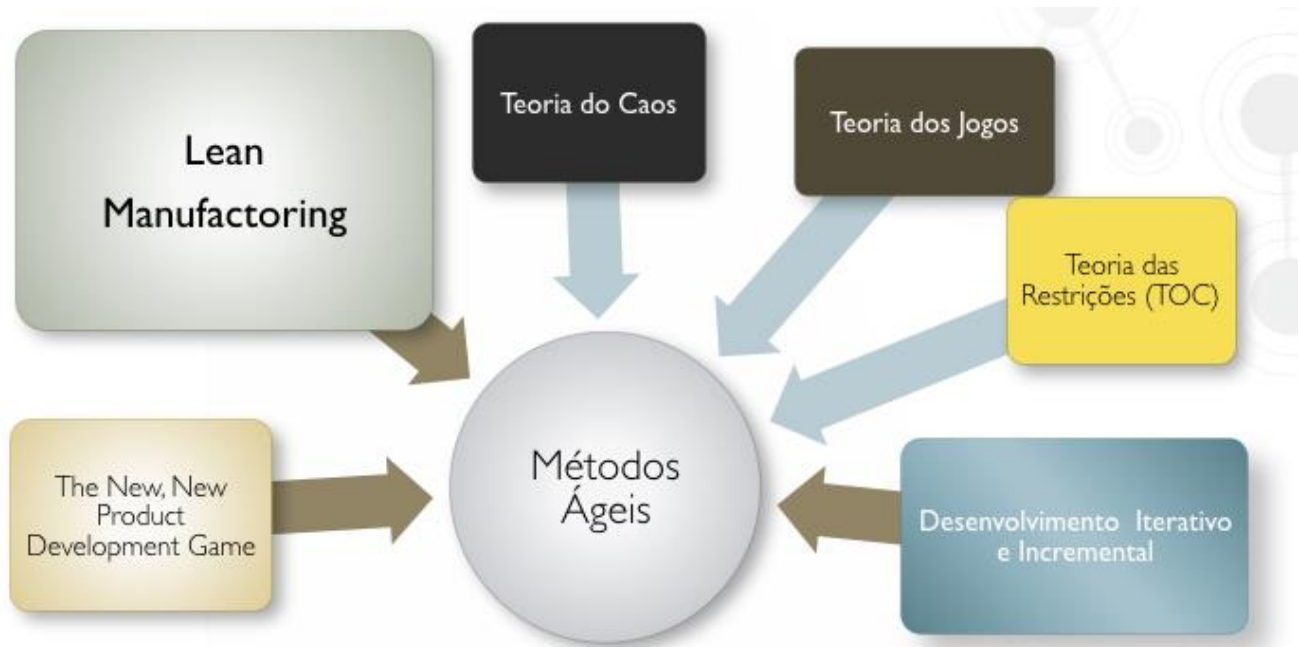 Lean
Manufactoring
Teoria do Caos
Teoria dos Jogos
Teoria das
Restrições (TOC)
The New, New
Product
Development Game
Métodos
Ágeis
Desenvolvimento Iterativo
e Incremental